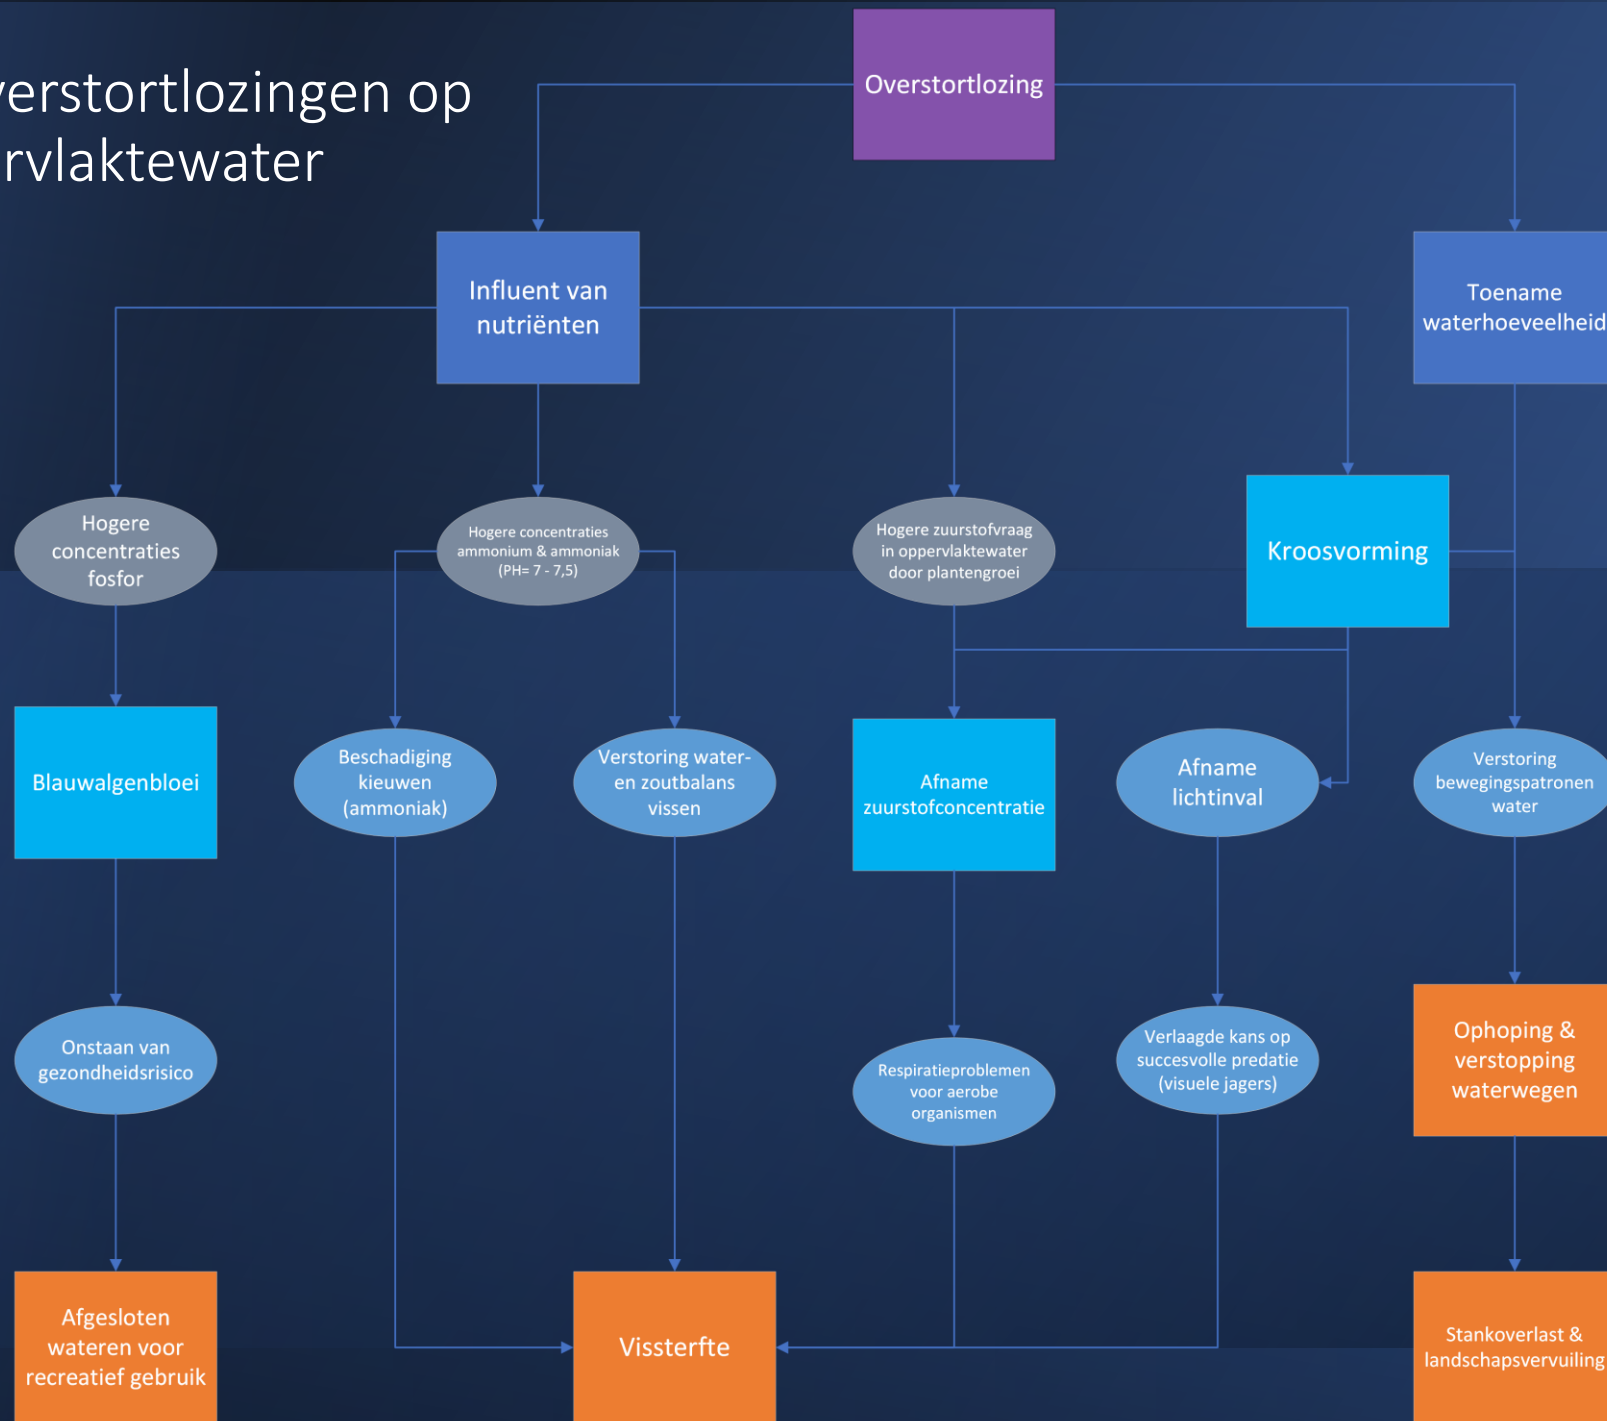 verstortlozingen op
rvlaktewater
Overstortlozing
Influent van
nutriënten
Toename
waterhoeveelheid
Hogere
concentraties
fosfor
Hogere concentraties
ammonium & ammoniak
(PH= 7 - 7,5)
Hogere zuurstofvraag
in oppervlaktewater
door plantengroei
Kroosvorming
Blauwalgenbloei
Beschadiging
kieuwen
(ammoniak)
Verstoring water-
en zoutbalans
vissen
Afname
zuurstofconcentratie
Afname
lichtinval
Verstoring
bewegingspatronen
water
Onstaan van
gezondheidsrisico
Respiratieproblemen
voor aerobe
organismen
Verlaagde kans op
succesvolle predatie
(visuele jagers)
Ophoping &
verstopping
waterwegen
Afgesloten
wateren voor
recreatief gebruik
Vissterfte
Stankoverlast &
landschapsvervuiling